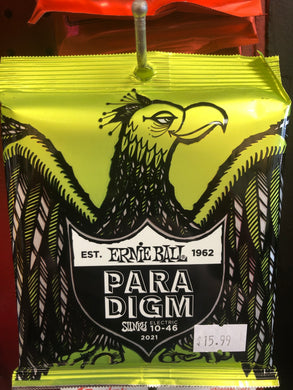 EST. ERNIE BALL 1962
PARA
DIGM
SLINKY ELECTRIC 10-46
2021
$15.99